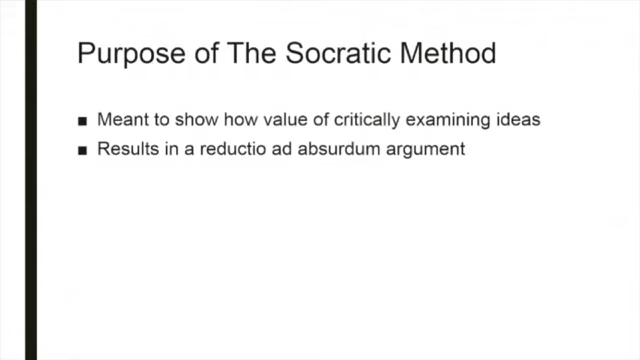 Purpose of The Socratic Method
■ Meant to show how value of critically examining ideas
■ Results in a reductio ad absurdum argument